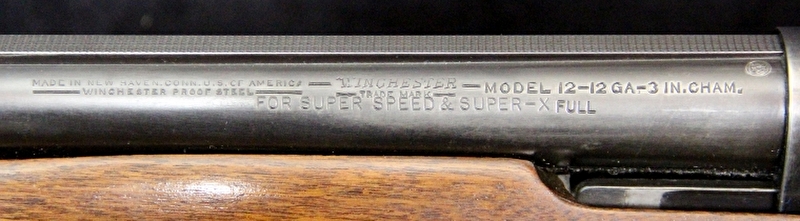 MADE IN NEW HAVEN, CONN. U.S. OF AMERICA — WINCHESTER — MODEL 12-12 GA-3 IN. CHAM.
WINCHESTER PROOF STEEL — TRADE MARK —
FOR SUPER SPEED & SUPER-X FULL